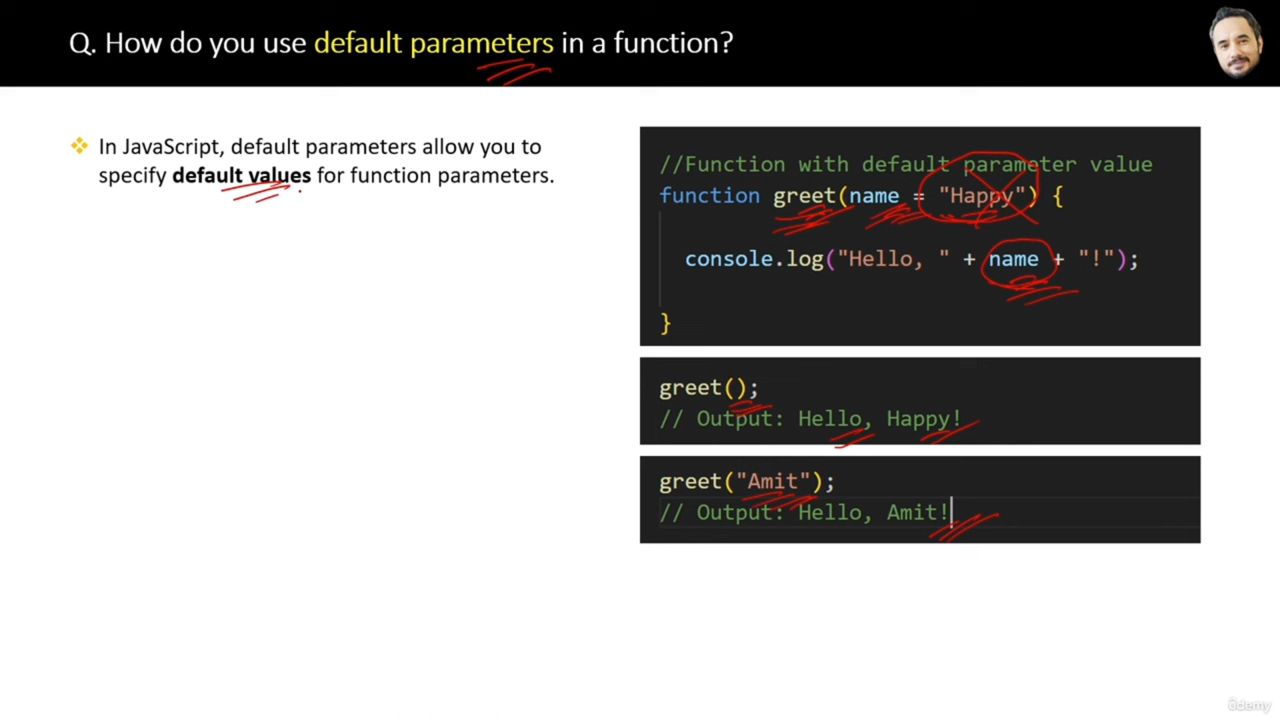 Q. How do you use default parameters in a function?
In JavaScript, default parameters allow you to
specify default values for function parameters.
//Function with default parameter value
function greet(name = "Happy") {
console.log("Hello, " + name + "!");
}
greet();
// Output: Hello, Happy!
greet("Amit");
// Output: Hello, Amit!
ûdemy